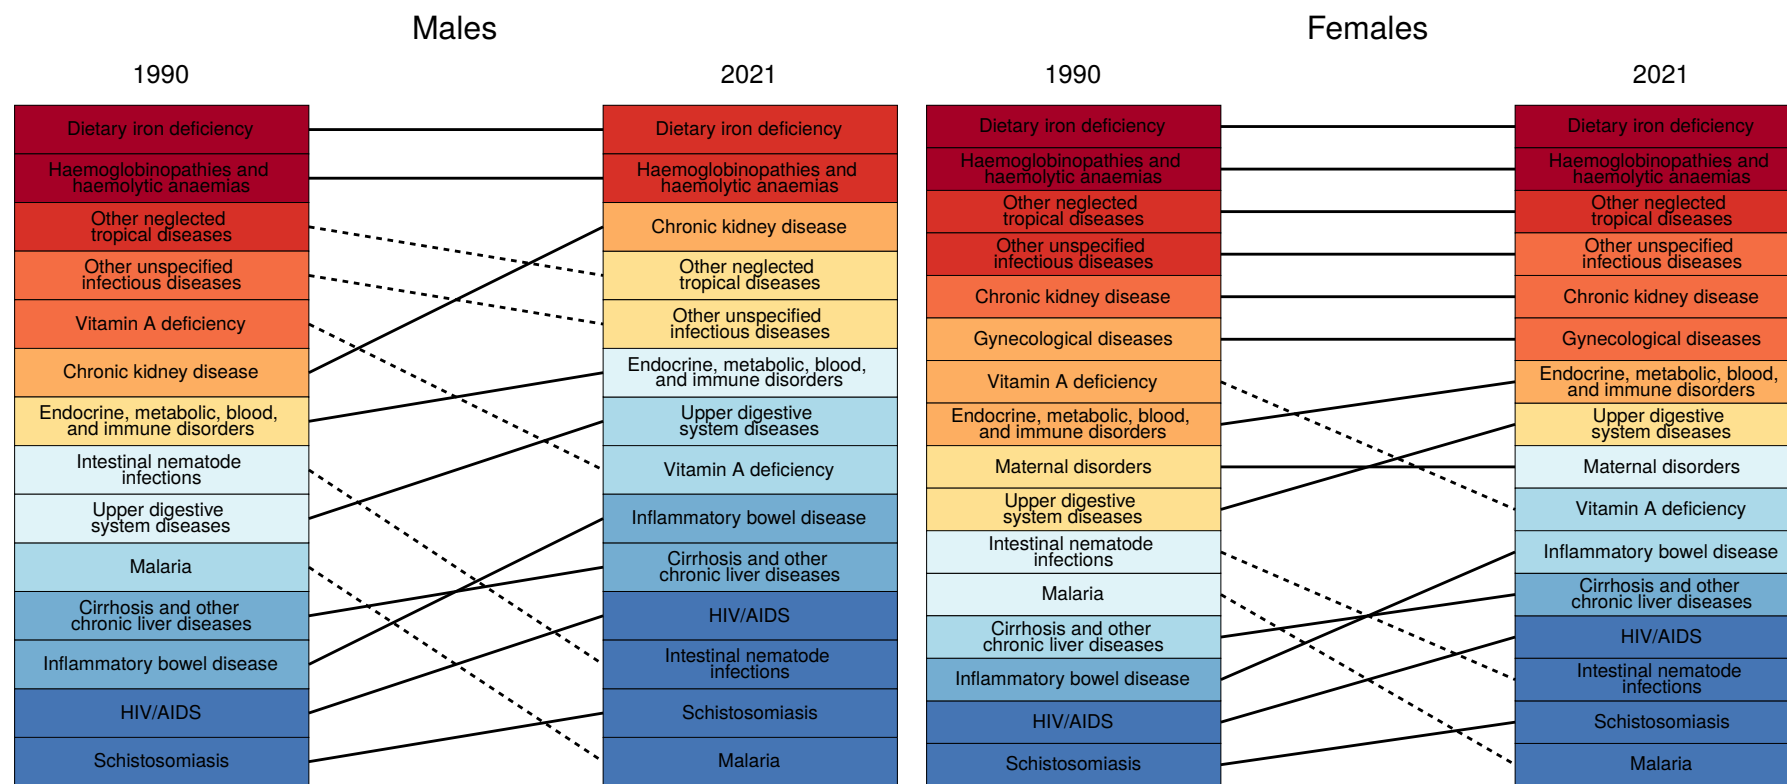 Males
1990
2021
Dietary iron deficiency
Haemoglobinopathies and
haemolytic anaemias
Other neglected
tropical diseases
Other unspecified
infectious diseases
Vitamin A deficiency
Chronic kidney disease
Endocrine, metabolic, blood,
and immune disorders
Intestinal nematode
infections
Upper digestive
system diseases
Malaria
Cirrhosis and other
chronic liver diseases
Inflammatory bowel disease
HIV/AIDS
Schistosomiasis
Dietary iron deficiency
Haemoglobinopathies and
haemolytic anaemias
Chronic kidney disease
Other neglected
tropical diseases
Other unspecified
infectious diseases
Endocrine, metabolic, blood,
and immune disorders
Upper digestive
system diseases
Vitamin A deficiency
Inflammatory bowel disease
Cirrhosis and other
chronic liver diseases
HIV/AIDS
Intestinal nematode
infections
Schistosomiasis
Malaria
Females
1990
2021
Dietary iron deficiency
Haemoglobinopathies and
haemolytic anaemias
Other neglected
tropical diseases
Other unspecified
infectious diseases
Chronic kidney disease
Gynecological diseases
Vitamin A deficiency
Endocrine, metabolic, blood,
and immune disorders
Maternal disorders
Upper digestive
system diseases
Intestinal nematode
infections
Malaria
Cirrhosis and other
chronic liver diseases
Inflammatory bowel disease
HIV/AIDS
Schistosomiasis
Dietary iron deficiency
Haemoglobinopathies and
haemolytic anaemias
Other neglected
tropical diseases
Other unspecified
infectious diseases
Chronic kidney disease
Gynecological diseases
Endocrine, metabolic, blood,
and immune disorders
Upper digestive
system diseases
Maternal disorders
Vitamin A deficiency
Inflammatory bowel disease
Cirrhosis and other
chronic liver diseases
HIV/AIDS
Intestinal nematode
infections
Schistosomiasis
Malaria